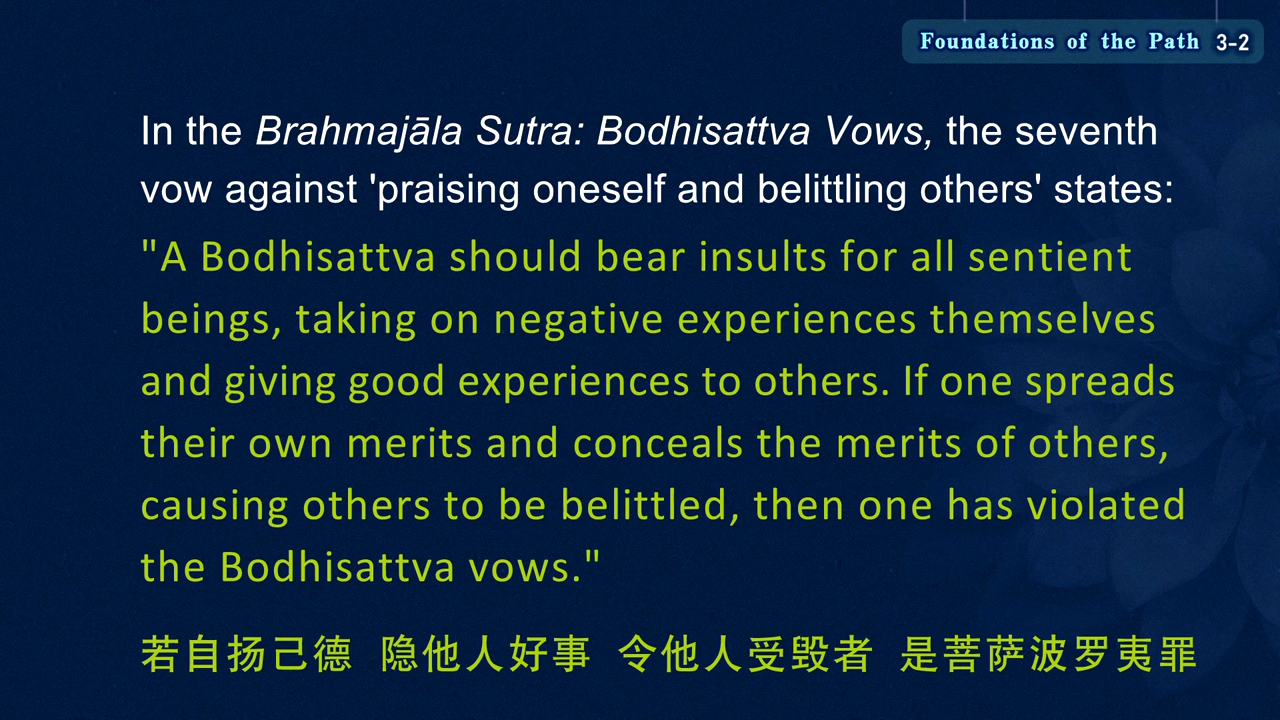 Foundations of the Path 3-2
In the Brahmajāla Sutra: Bodhisattva Vows, the seventh
vow against 'praising oneself and belittling others' states:
"A Bodhisattva should bear insults for all sentient
beings, taking on negative experiences themselves
and giving good experiences to others. If one spreads
their own merits and conceals the merits of others,
causing others to be belittled, then one has violated
the Bodhisattva vows."
若自扬己德 隐他人好事 令他人受毁者 是菩萨波罗夷罪